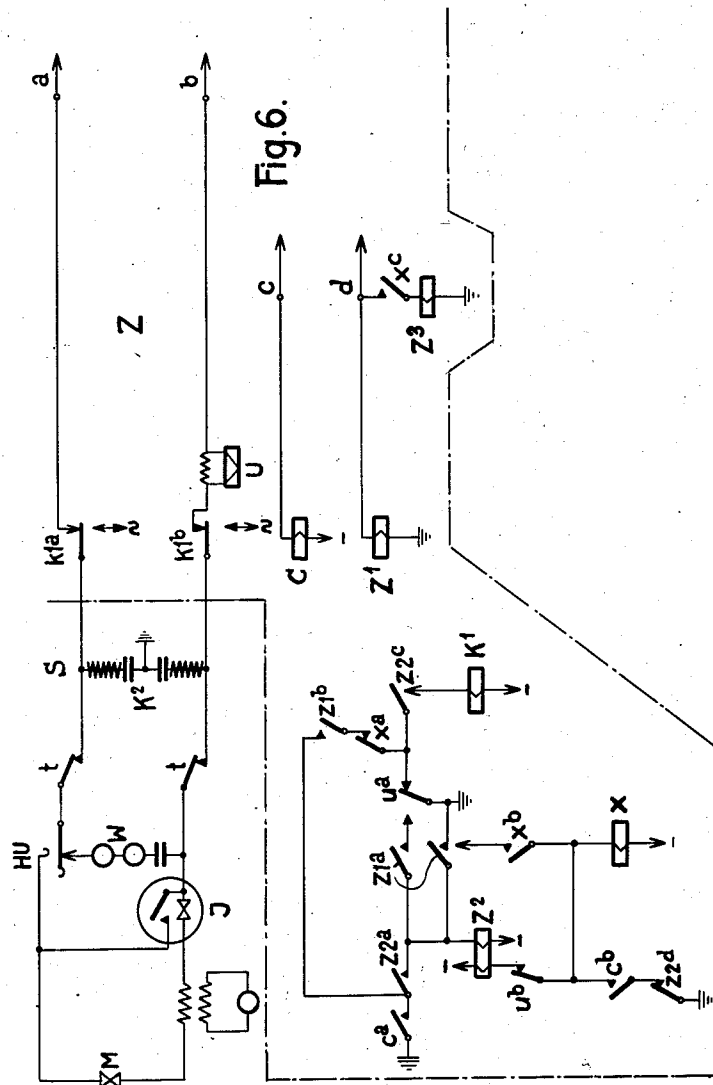 a
b
Fig.6.
Z
c
d
xᶜ
Z³
U
k1ᵃ
~
k1ᵇ
~
C
–
Z¹
S
K²
t
t
HU
W
J
M
Z1ᵇ
xᵃ
Z2ᶜ
K¹
–
uᵃ
Z1ᵃ
xᵇ
X
–
Z2ᵃ
Z²
–
–
cᵃ
uᵇ
cᵇ
Z2ᵈ